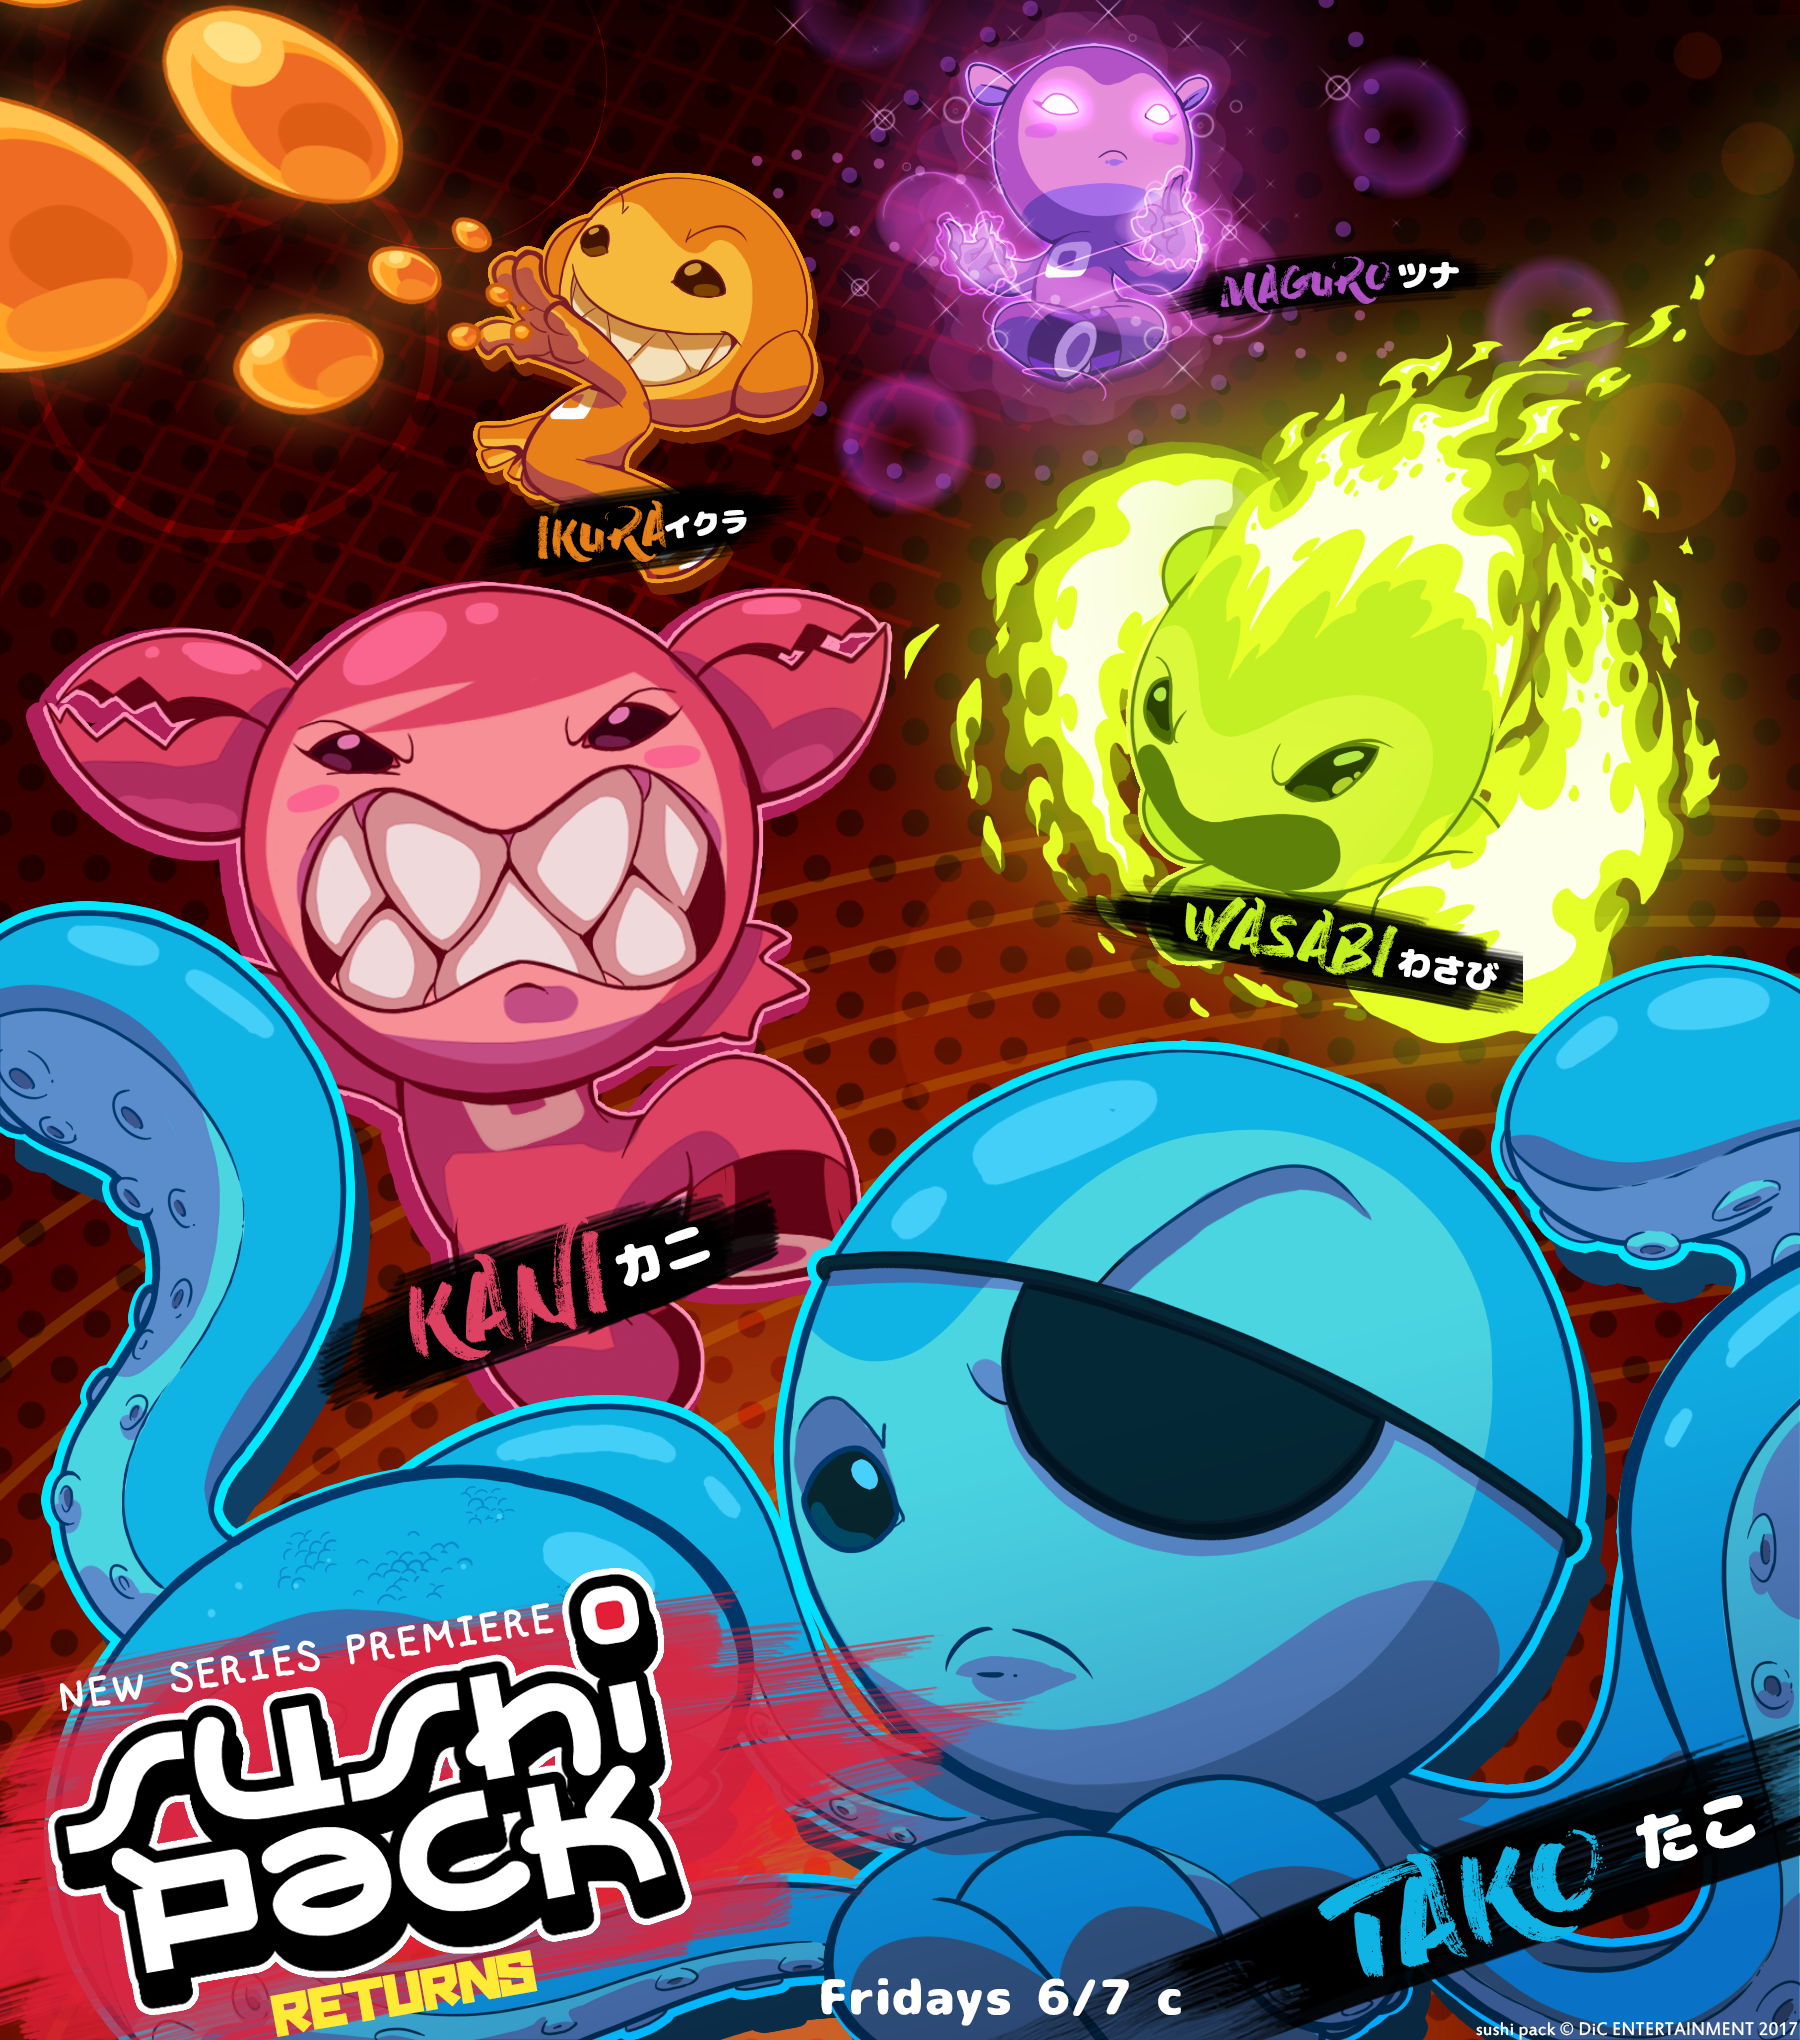 MAGURO ツナ
IKURA イクラ
WASABI わさび
KANI カニ
NEW SERIES PREMIERE
sushi
pack
RETURNS
TAKO たこ
Fridays 6/7 c
sushi pack © DiC ENTERTAINMENT 2017